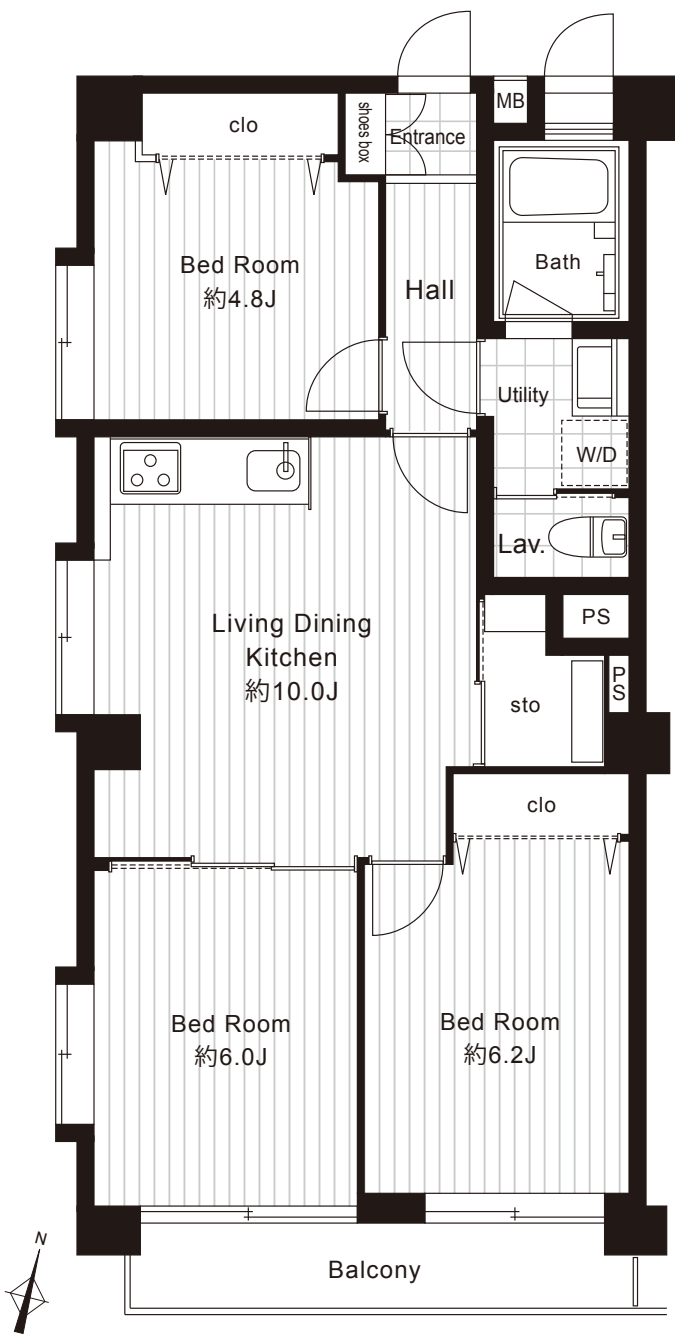 MB
clo
shoes box
Entrance
Bed Room
約4.8J
Hall
Bath
Utility
W/D
Lav.
Living Dining
Kitchen
約10.0J
PS
PS
sto
clo
Bed Room
約6.0J
Bed Room
約6.2J
Balcony
N